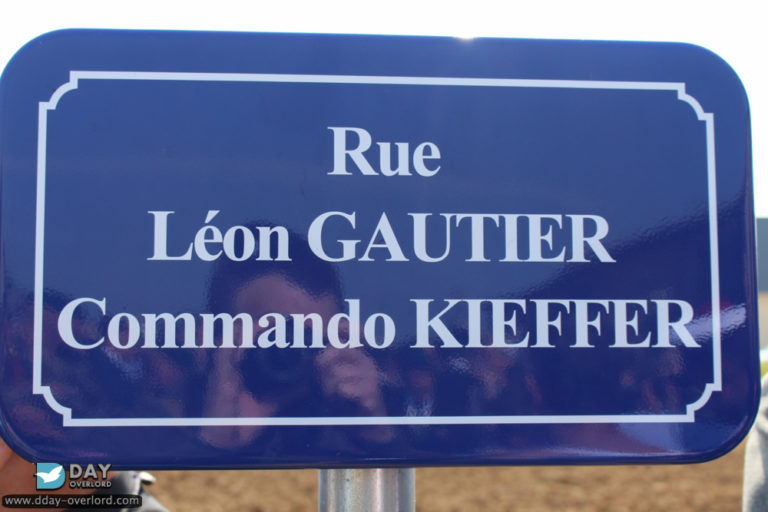 Rue
Léon GAUTIER
Commando KIEFFER
DAY
OVERLORD
www.dday-overlord.com